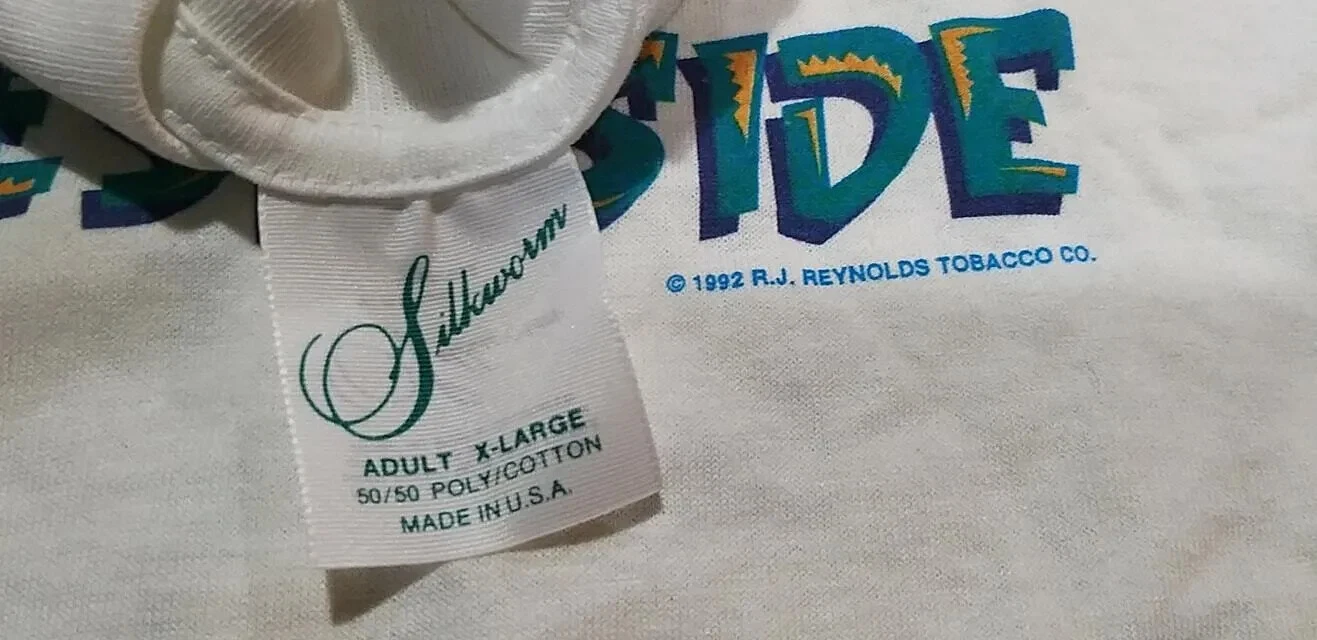 SIDE
© 1992 R.J. REYNOLDS TOBACCO CO.
Silkworm
ADULT X-LARGE
50/50 POLY/COTTON
MADE IN U.S.A.